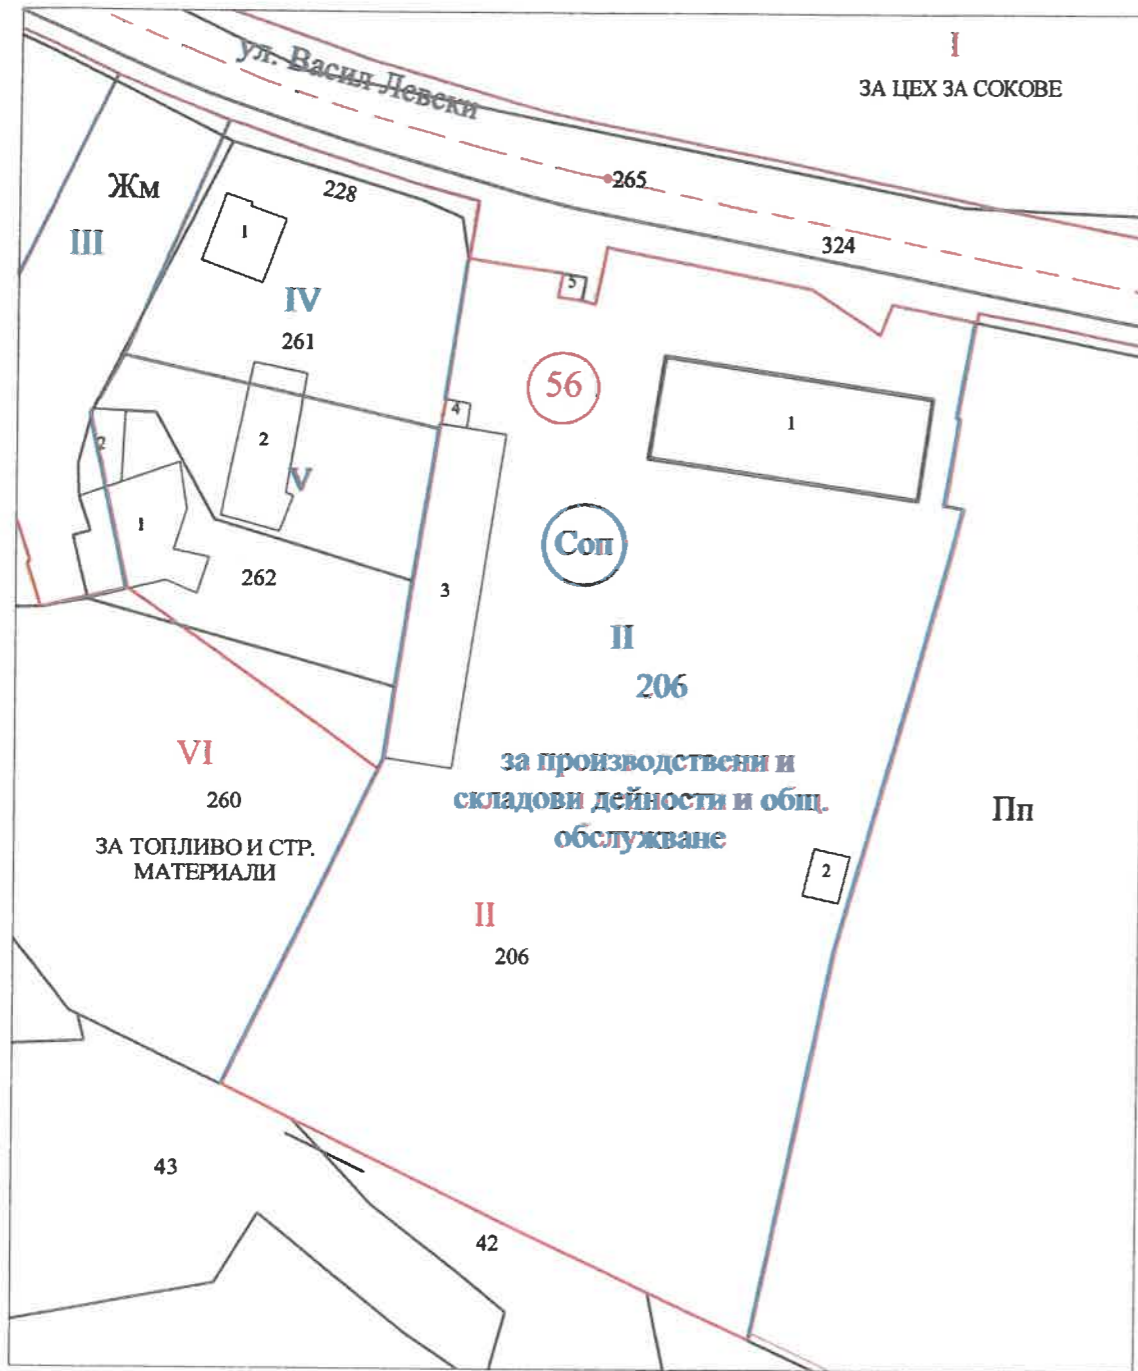 I
ЗА ЦЕХ ЗА СОКОВЕ
ул. Васил Левски
265
324
Жм
III
228
1
IV
261
5
56
4
1
2
2
V
1
262
3
Соп
II
206
за производствени и
складови дейности и общ.
обслужване
VI
260
ЗА ТОПЛИВО И СТР.
МАТЕРИАЛИ
Пп
2
II
206
43
42